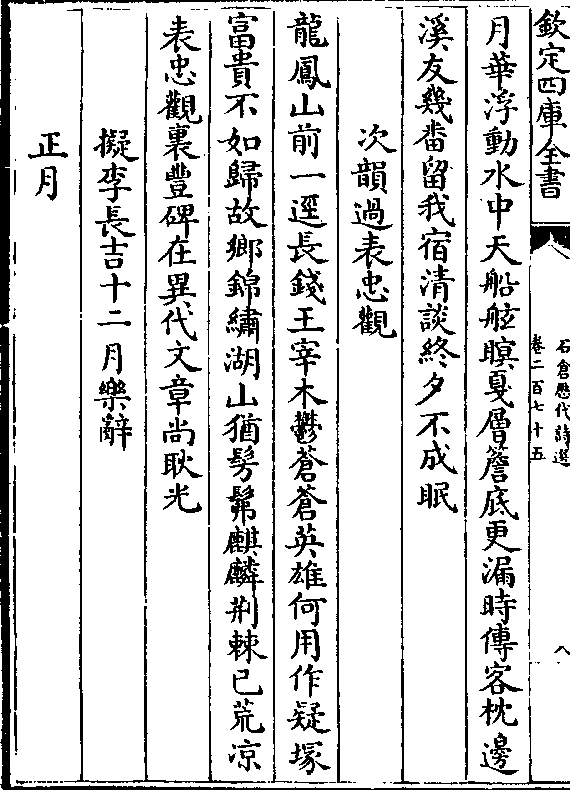 欽定四庫全書
石倉歷代詩選
卷二百七十五
八
月華浮動水中天船舷暝戛層簷底更漏時傳客枕邊
溪友幾畨留我宿清談終夕不成眠
次韻過表忠觀
龍鳳山前一逕長錢王宰木鬱蒼蒼英雄何用作疑塚
富貴不如歸故鄉錦繡湖山猶髣髴麒麟荆棘已荒凉
表忠觀裏豐碑在異代文章尚耿光
擬李長吉十二月樂辭
正月